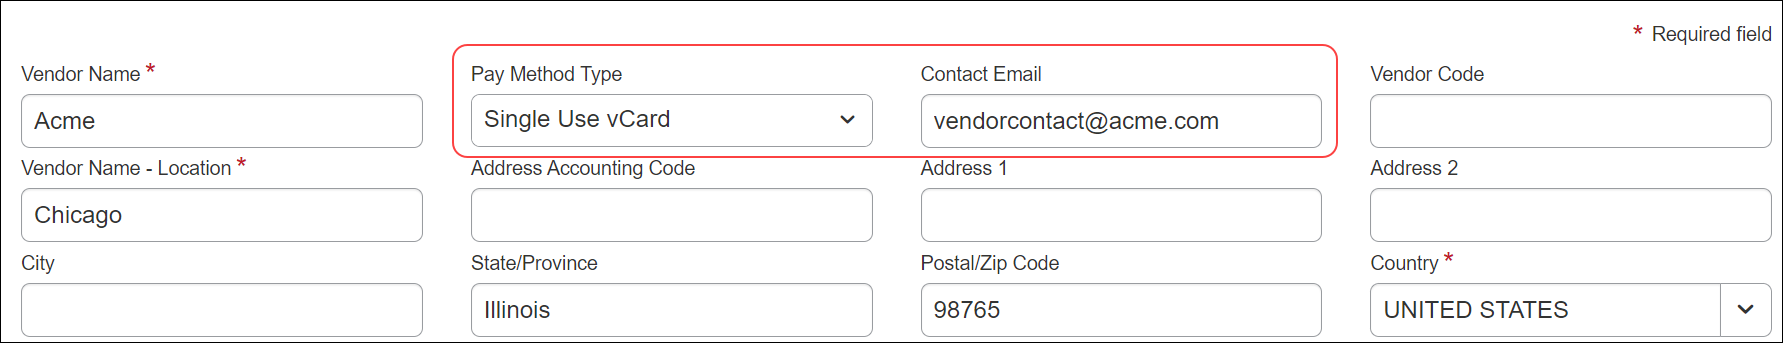 * Required field
Vendor Name * Pay Method Type Contact Email Vendor Code
Acme Single Use vCard vendorcontact@acme.com
Vendor Name - Location * Address Accounting Code Address 1 Address 2
Chicago
City State/Province Postal/Zip Code Country *
Illinois 98765 UNITED STATES